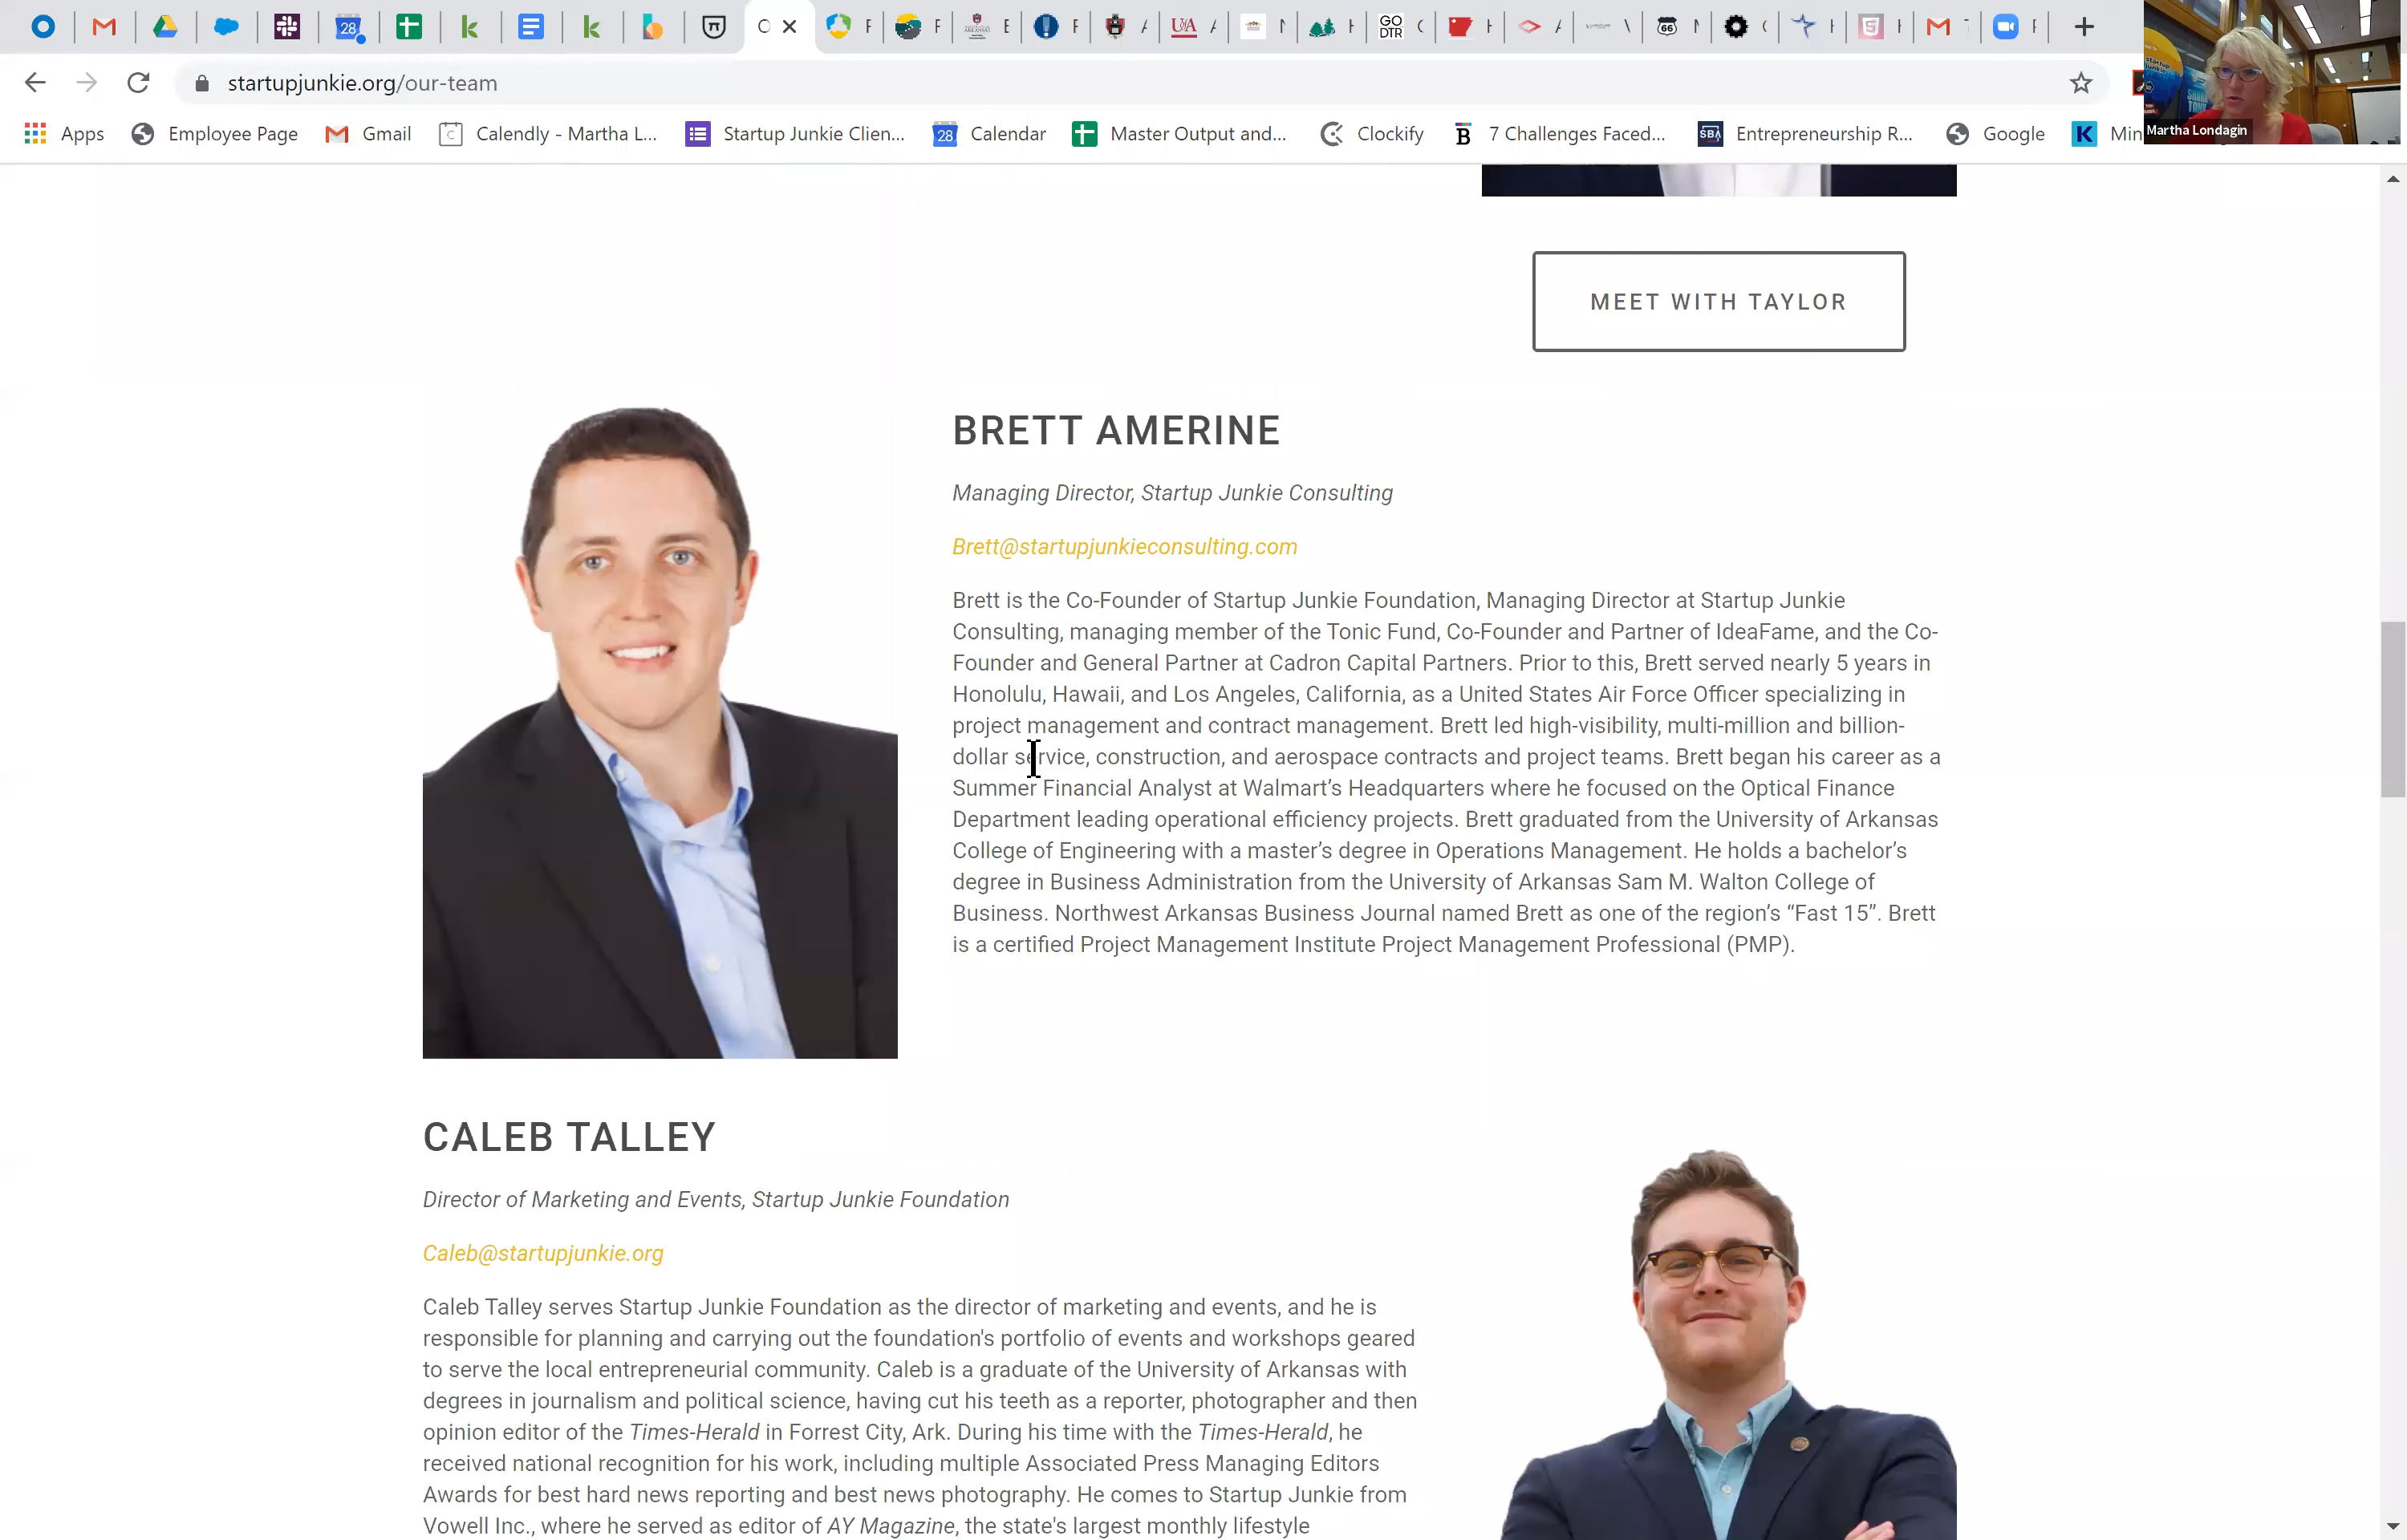 28
O
F
F
E
F
A
UA
A
N
H
GO
DTR
C
H
A
V
66
N
C
H
5
H
F
startupjunkie.org/our-team
Martha Londagin
Apps
Employee Page
Gmail
Calendly - Martha L...
Startup Junkie Clien...
28
Calendar
Master Output and...
Clockify
7 Challenges Faced...
SBA
Entrepreneurship R...
Google
K
Min
MEET WITH TAYLOR
BRETT AMERINE
Managing Director, Startup Junkie Consulting
Brett@startupjunkieconsulting.com
Brett is the Co-Founder of Startup Junkie Foundation, Managing Director at Startup Junkie
Consulting, managing member of the Tonic Fund, Co-Founder and Partner of IdeaFame, and the Co-
Founder and General Partner at Cadron Capital Partners. Prior to this, Brett served nearly 5 years in
Honolulu, Hawaii, and Los Angeles, California, as a United States Air Force Officer specializing in
project management and contract management. Brett led high-visibility, multi-million and billion-
dollar service, construction, and aerospace contracts and project teams. Brett began his career as a
Summer Financial Analyst at Walmart’s Headquarters where he focused on the Optical Finance
Department leading operational efficiency projects. Brett graduated from the University of Arkansas
College of Engineering with a master’s degree in Operations Management. He holds a bachelor’s
degree in Business Administration from the University of Arkansas Sam M. Walton College of
Business. Northwest Arkansas Business Journal named Brett as one of the region’s “Fast 15”. Brett
is a certified Project Management Institute Project Management Professional (PMP).
CALEB TALLEY
Director of Marketing and Events, Startup Junkie Foundation
Caleb@startupjunkie.org
Caleb Talley serves Startup Junkie Foundation as the director of marketing and events, and he is
responsible for planning and carrying out the foundation's portfolio of events and workshops geared
to serve the local entrepreneurial community. Caleb is a graduate of the University of Arkansas with
degrees in journalism and political science, having cut his teeth as a reporter, photographer and then
opinion editor of the Times-Herald in Forrest City, Ark. During his time with the Times-Herald, he
received national recognition for his work, including multiple Associated Press Managing Editors
Awards for best hard news reporting and best news photography. He comes to Startup Junkie from
Vowell Inc., where he served as editor of AY Magazine, the state's largest monthly lifestyle